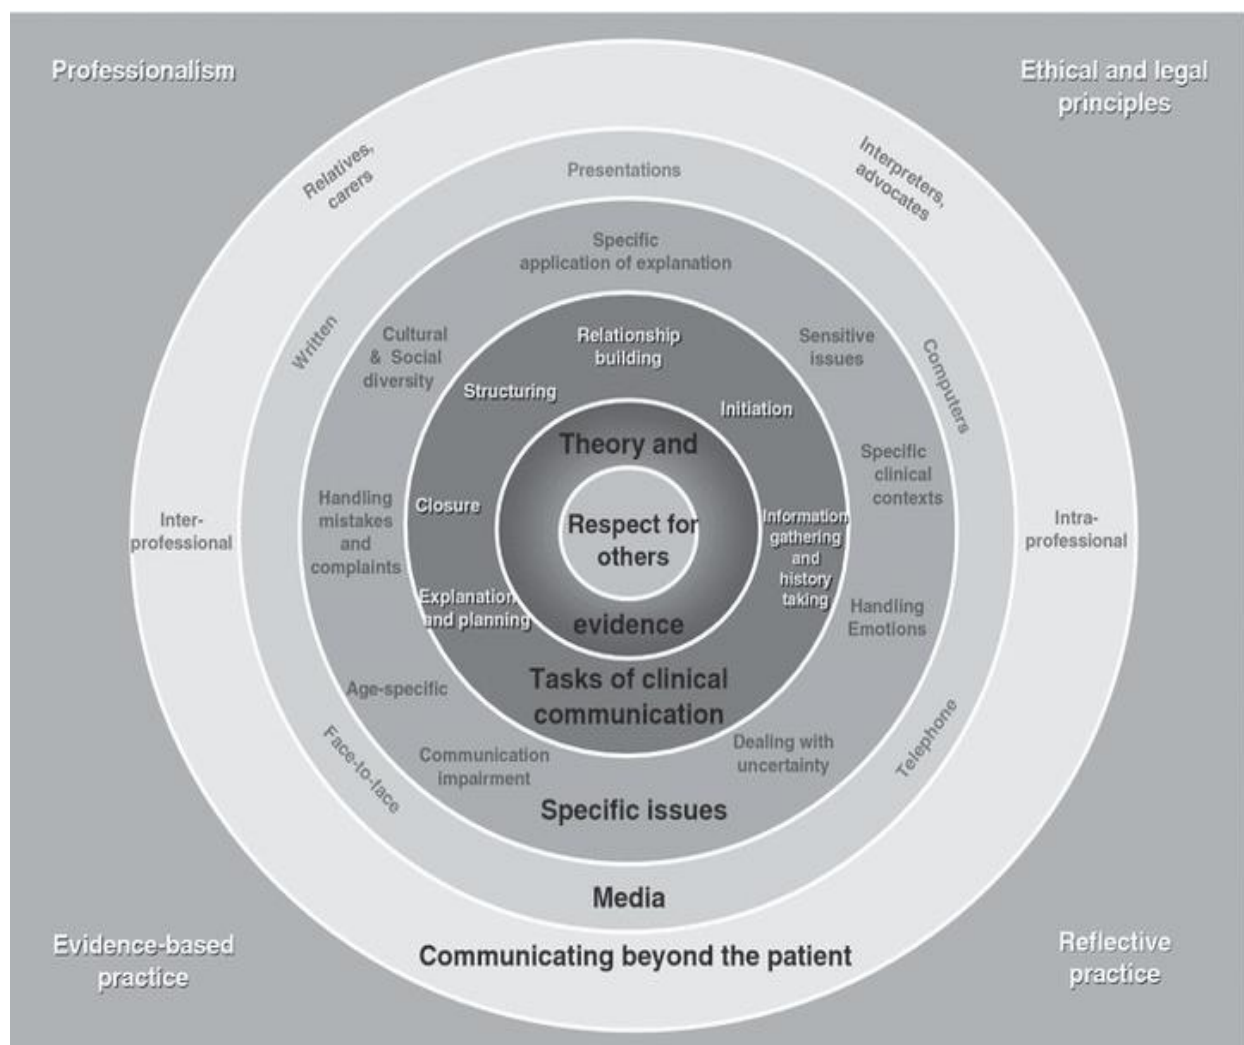 Professionalism
Ethical and legal
principles
Relatives,
carers
Interpreters,
advocates
Presentations
Written
Computers
Specific
application of explanation
Cultural
& Social
diversity
Sensitive
issues
Relationship
building
Structuring
Initiation
Theory and
Specific
clinical
contexts
Handling
mistakes
and
complaints
Closure
Respect for
others
Information
gathering
and
history
taking
Inter-
professional
Intra-
professional
Explanation
and planning
evidence
Handling
Emotions
Tasks of clinical
communication
Age-specific
Face-to-face
Telephone
Communication
impairment
Dealing with
uncertainty
Specific issues
Media
Communicating beyond the patient
Evidence-based
practice
Reflective
practice